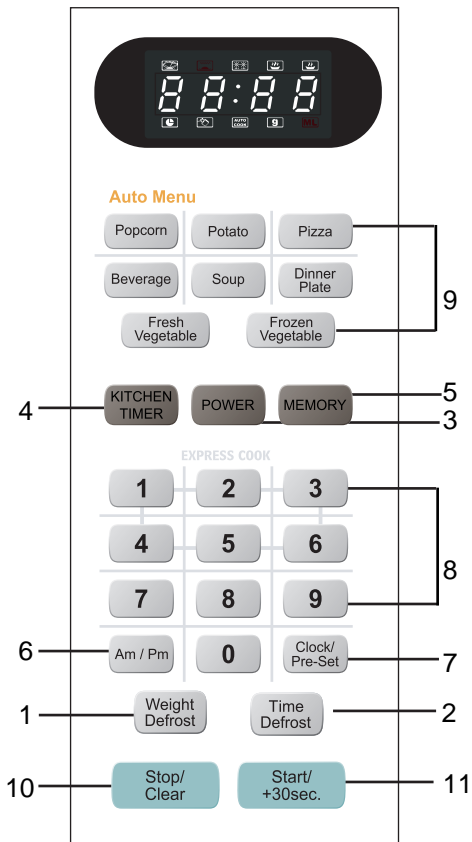 88:88
AUTO
COOK
g
ML
Auto Menu
Popcorn
Potato
Pizza
Beverage
Soup
Dinner
Plate
9
Fresh
Vegetable
Frozen
Vegetable
5
4
KITCHEN
TIMER
POWER
MEMORY
3
EXPRESS COOK
1
2
3
4
5
6
8
7
8
9
6
Am / Pm
0
Clock/
Pre-Set
7
1
Weight
Defrost
Time
Defrost
2
10
Stop/
Clear
Start/
+30sec.
11